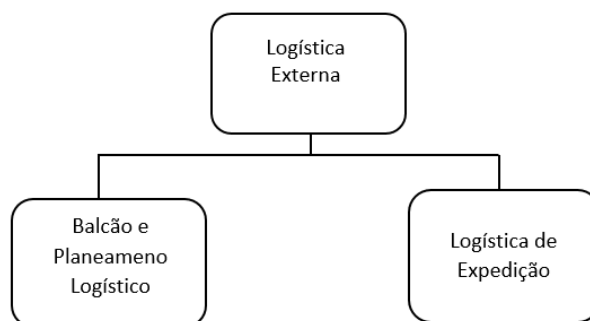 Logística
Externa
Balcão e
Planeameno
Logístico
Logística de
Expedição